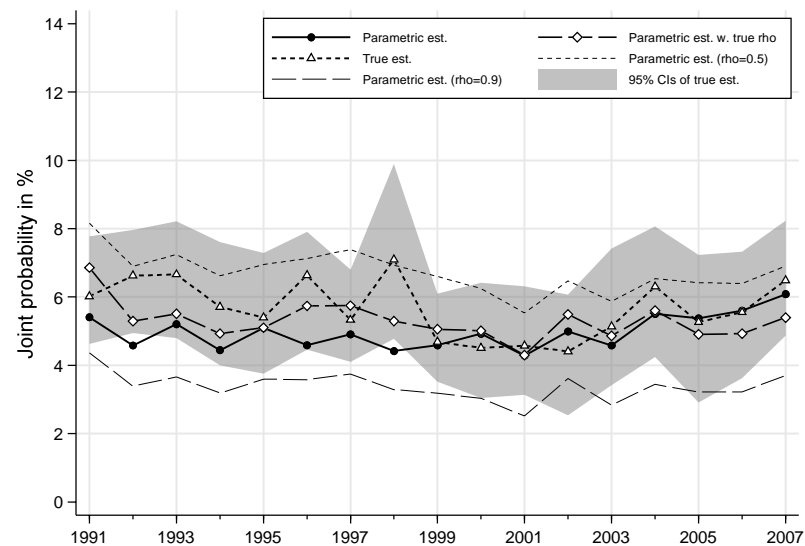 Parametric est.
Parametric est. w. true rho
True est.
Parametric est. (rho=0.5)
Parametric est. (rho=0.9)
95% CIs of true est.
Joint probability in %
14
12
10
8
6
4
2
0
1991 1993 1995 1997 1999 2001 2003 2005 2007